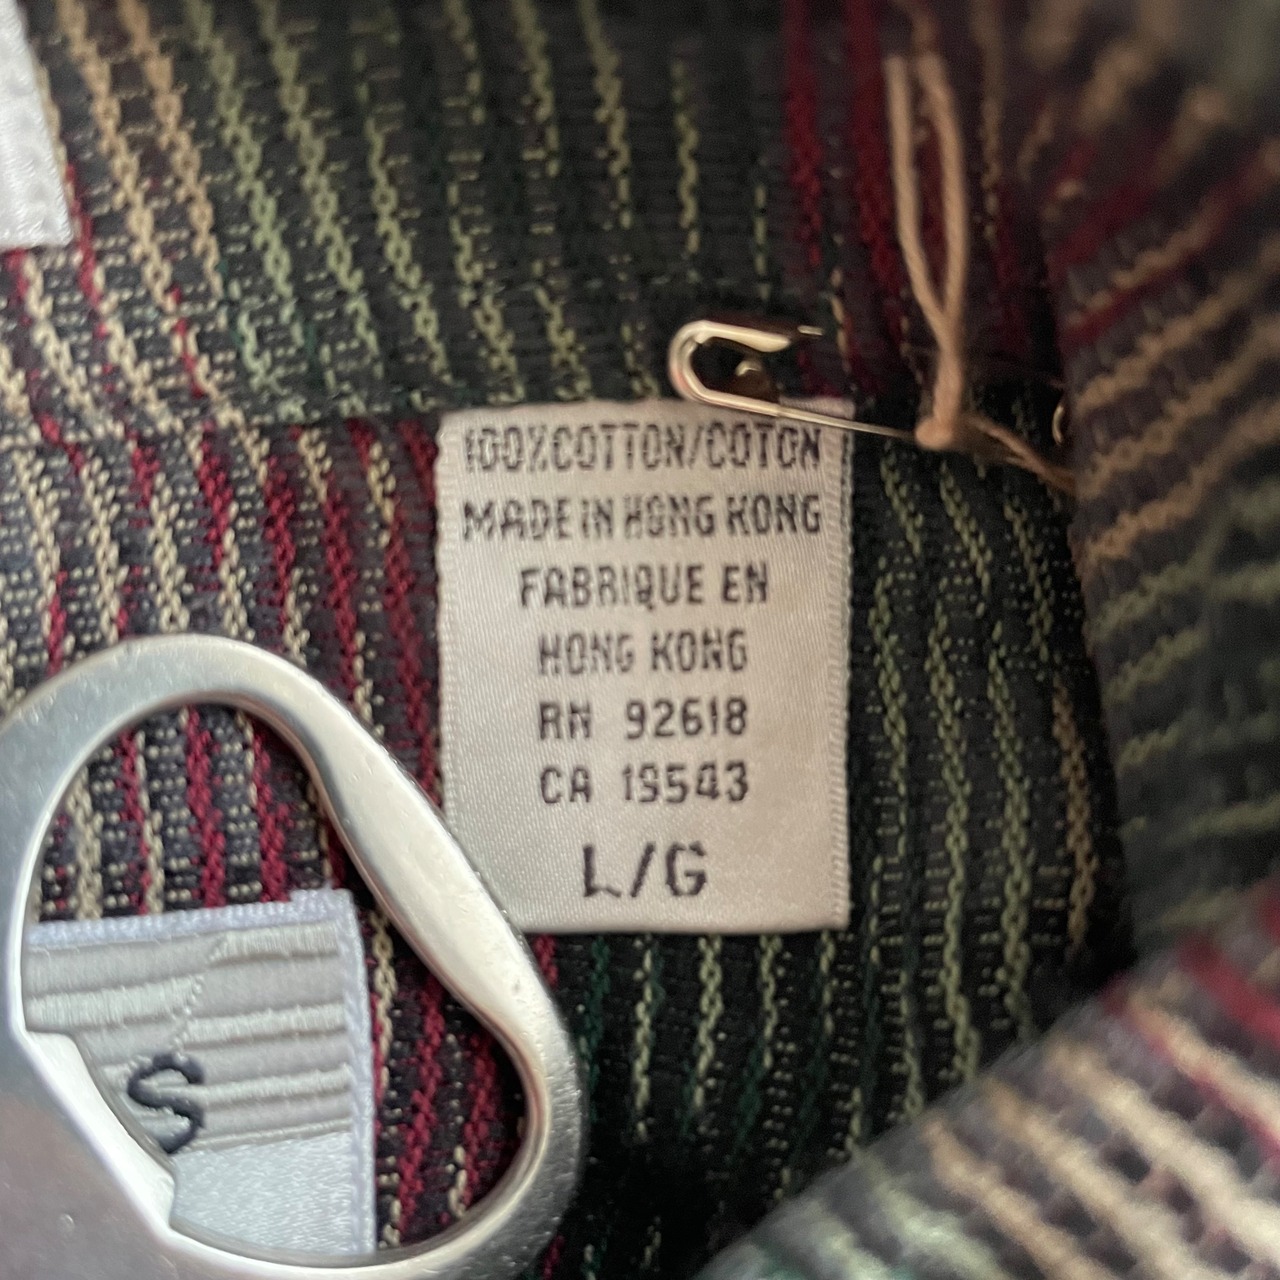 100%COTTON/COTON
MADE IN HONG KONG
FABRIQUE EN
HONG KONG
RN 92618
CA 19543
L/G
S